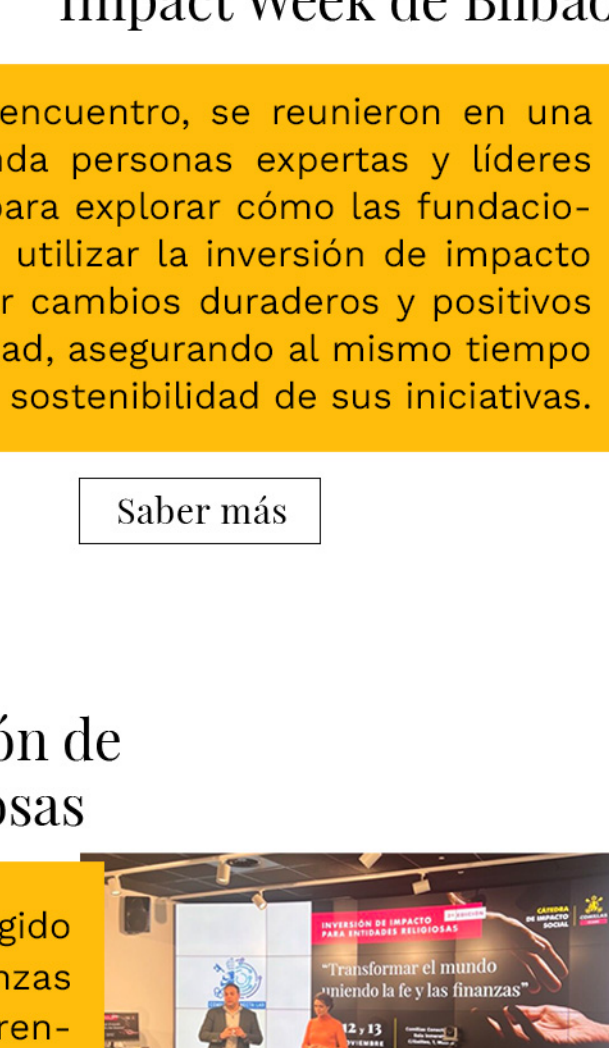 Impact Week de Bilbao
encuentro, se reunieron en una
nda personas expertas y líderes
para explorar cómo las fundacio-
utilizar la inversión de impacto
r cambios duraderos y positivos
ad, asegurando al mismo tiempo
sostenibilidad de sus iniciativas.
Saber más
ón de
osas
gido
nzas
ren-
INVERSIÓN DE IMPACTO
PARA ENTIDADES RELIGIOSAS
CÁTEDRA
DE IMPACTO
SOCIAL
COMILLAS
“Transformar el mundo
uniendo la fe y las finanzas”
12 y 13